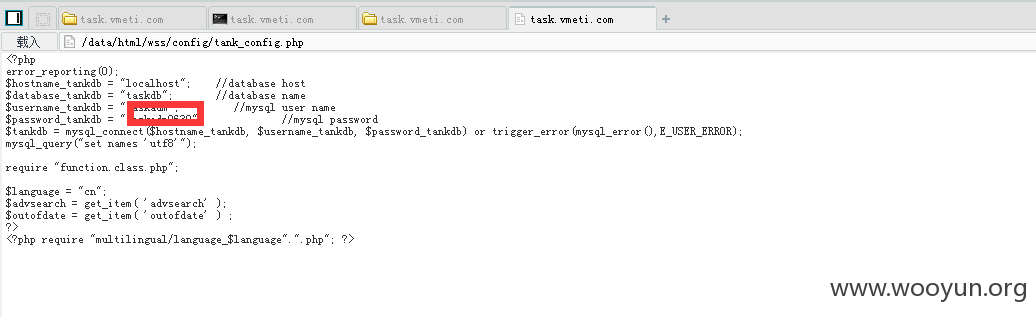 task.vmeti.com
task.vmeti.com
task.vmeti.com
task.vmeti.com
载入
/data/html/wss/config/tank_config.php
<?php
error_reporting(0);
$hostname_tankdb = "localhost"; //database host
$database_tankdb = "taskdb"; //database name
$username_tankdb = " //mysql user name
$password_tankdb = " //mysql password
$tankdb = mysql_connect($hostname_tankdb, $username_tankdb, $password_tankdb) or trigger_error(mysql_error(),E_USER_ERROR);
mysql_query("set names 'utf8'");
require "function.class.php";
$language = "cn";
$advsearch = get_item( 'advsearch' );
$outofdate = get_item( 'outofdate' ) ;
?>
<?php require "multilingual/language_$language".".php"; ?>
www.wooyun.org